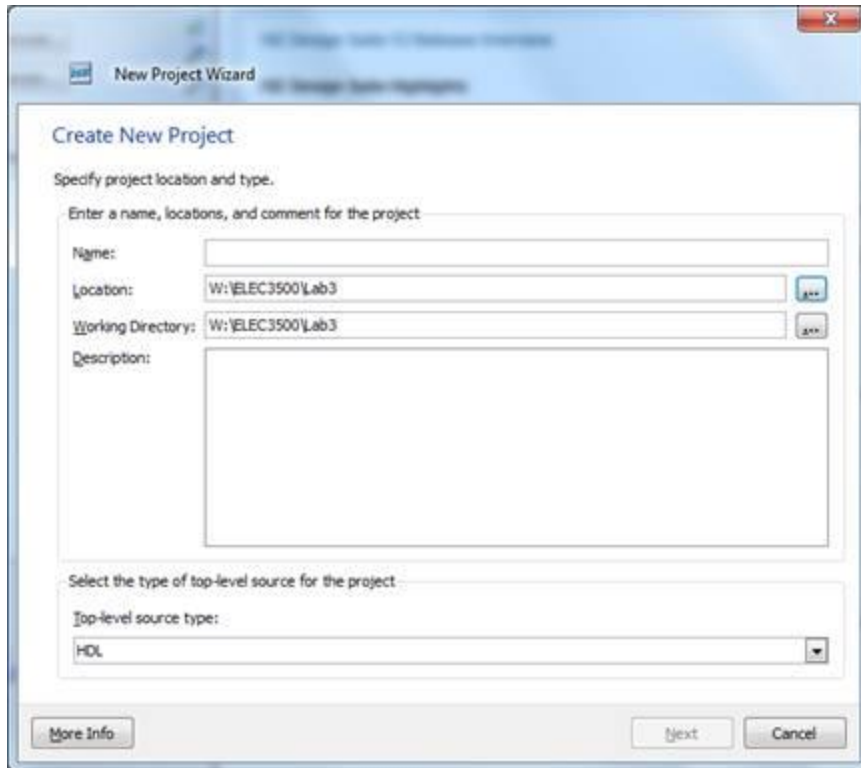 New Project Wizard
Create New Project
Specify project location and type.
Enter a name, locations, and comment for the project
Name:
Location: W:\ELEC3500\Lab3 ...
Working Directory: W:\ELEC3500\Lab3 ...
Description:
Select the type of top-level source for the project
Top-level source type:
HDL
More Info Next Cancel